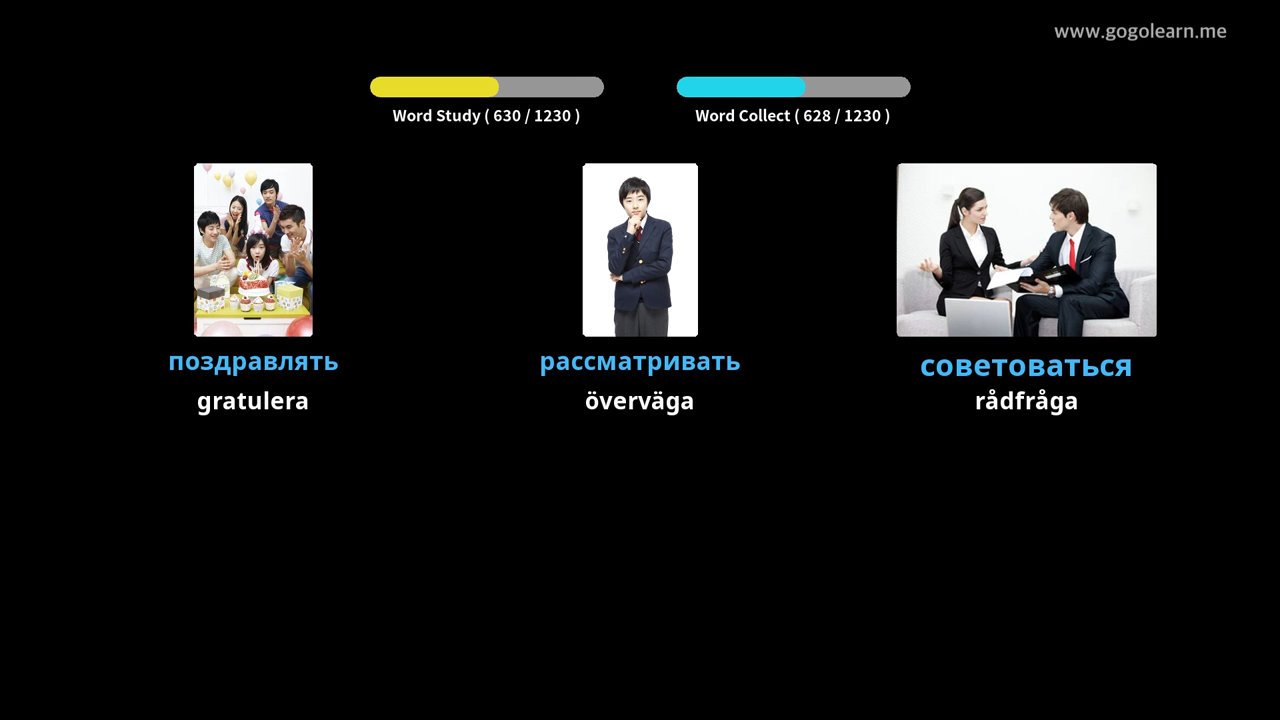 www.gogolearn.me
Word Study ( 630 / 1230 )
Word Collect ( 628 / 1230 )
поздравлять
рассматривать
советоваться
gratulera
överväga
rådfråga